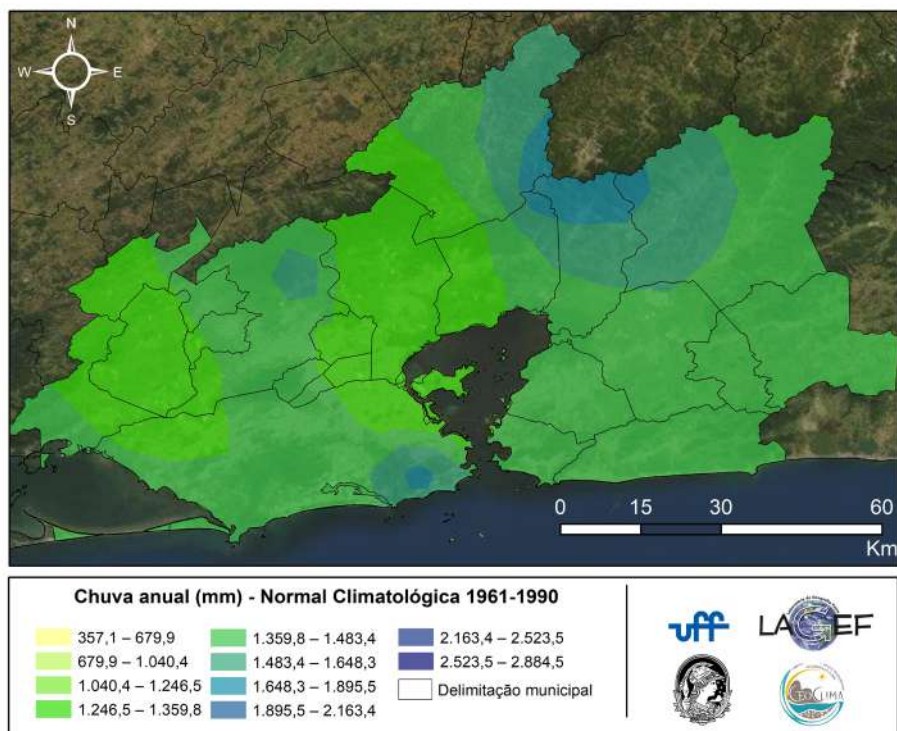 N
W E
S
0 15 30 60
Km
Chuva anual (mm) - Normal Climatológica 1961-1990
357,1 – 679,9
679,9 – 1.040,4
1.040,4 – 1.246,5
1.246,5 – 1.359,8
1.359,8 – 1.483,4
1.483,4 – 1.648,3
1.648,3 – 1.895,5
1.895,5 – 2.163,4
2.163,4 – 2.523,5
2.523,5 – 2.884,5
Delimitação municipal
uff
LAGEF
GEOCLIMA